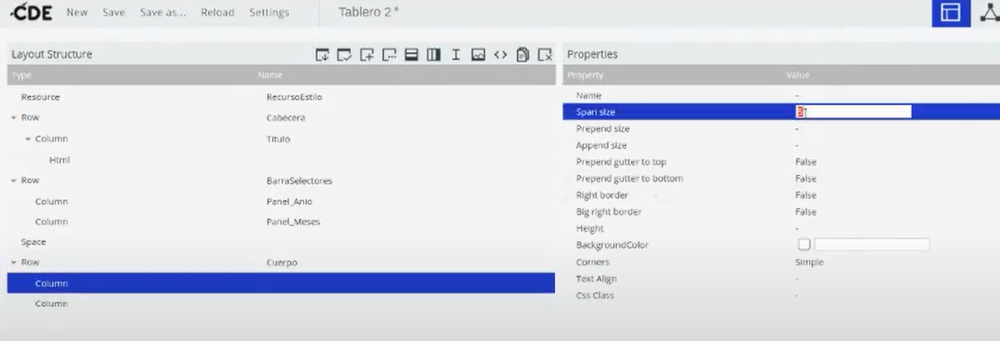 CDE New Save Save as... Reload Settings Tablero 2*
Layout Structure
Properties
Type Name
Property Value
Resource RecursoEstilo
Row Cabecera
Column Titulo
Html
Row BarraSelectores
Column Panel_Anio
Column Panel_Meses
Space
Row Cuerpo
Column
Column
Name -
Span size
Prepend size -
Append size -
Prepend gutter to top False
Prepend gutter to bottom False
Right border False
Big right border False
Height -
BackgroundColor
Corners Simple
Text Align -
Css Class -